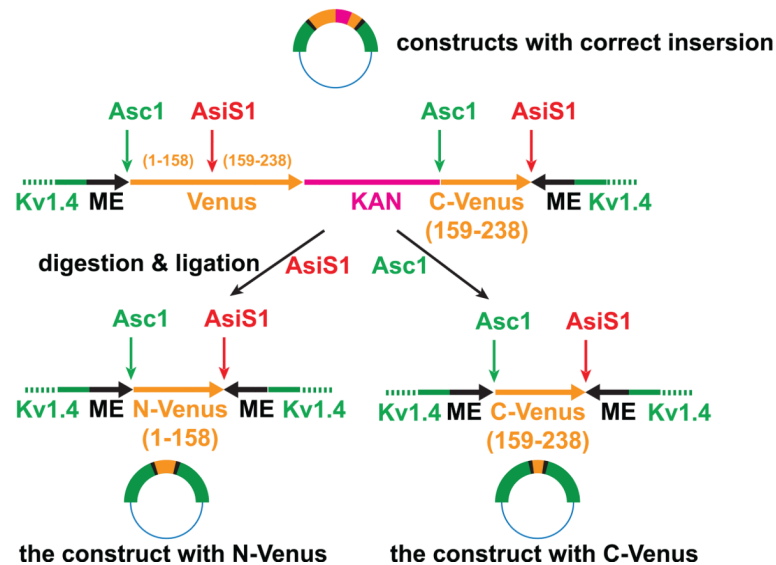 constructs with correct insersion
Asc1 AsiS1 Asc1 AsiS1
(1-158) (159-238)
Kv1.4 ME Venus KAN C-Venus ME Kv1.4
(159-238)
digestion & ligation AsiS1 Asc1
Asc1 AsiS1 Asc1 AsiS1
Kv1.4 ME N-Venus ME Kv1.4 Kv1.4 ME C-Venus ME Kv1.4
(1-158) (159-238)
the construct with N-Venus the construct with C-Venus